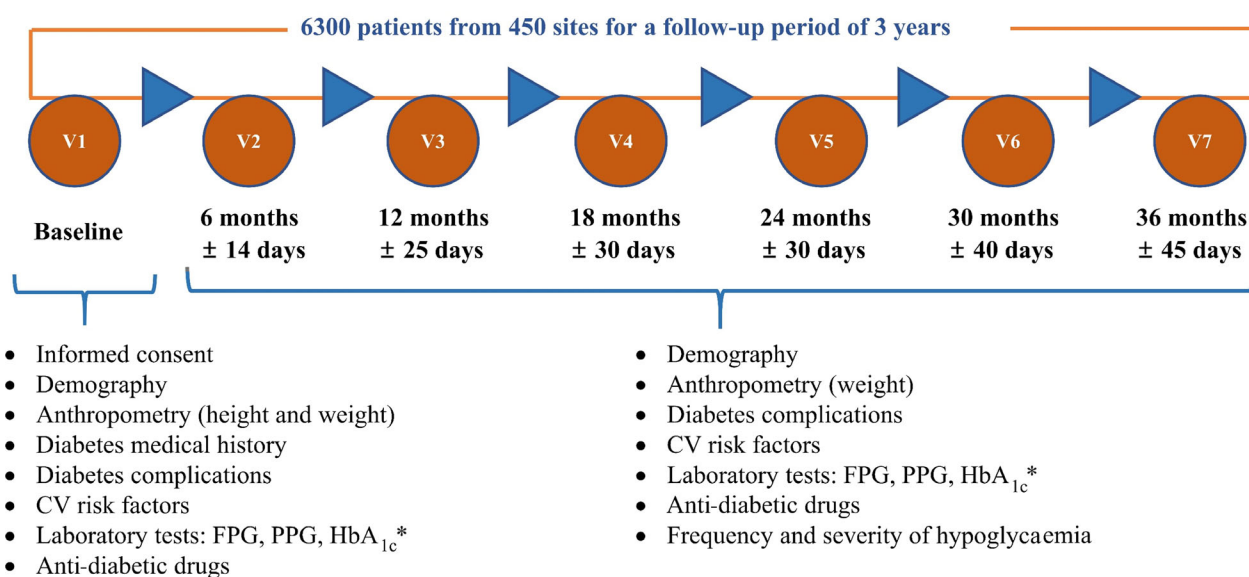 6300 patients from 450 sites for a follow-up period of 3 years
V1 V2 V3 V4 V5 V6 V7
Baseline
6 months
± 14 days
12 months
± 25 days
18 months
± 30 days
24 months
± 30 days
30 months
± 40 days
36 months
± 45 days
• Informed consent
• Demography
• Anthropometry (height and weight)
• Diabetes medical history
• Diabetes complications
• CV risk factors
• Laboratory tests: FPG, PPG, HbA1c*
• Anti-diabetic drugs
• Demography
• Anthropometry (weight)
• Diabetes complications
• CV risk factors
• Laboratory tests: FPG, PPG, HbA1c*
• Anti-diabetic drugs
• Frequency and severity of hypoglycaemia